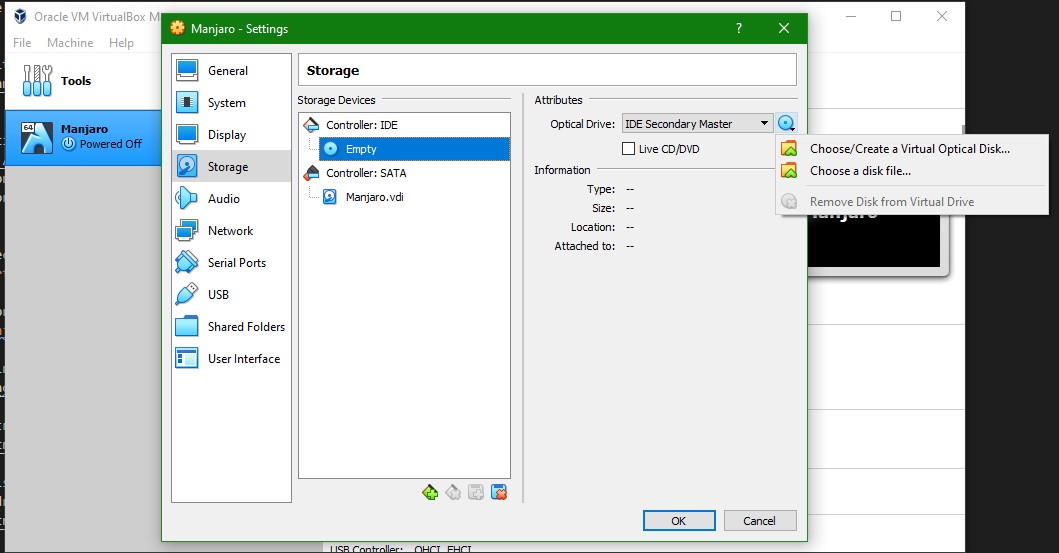 Oracle VM VirtualBox M
File Machine Help
Tools
64
Manjaro
Powered Off
Manjaro - Settings
?
General
System
Display
Storage
Audio
Network
Serial Ports
USB
Shared Folders
User Interface
Storage
Storage Devices
Controller: IDE
Empty
Controller: SATA
Manjaro.vdi
Attributes
Optical Drive: IDE Secondary Master
Live CD/DVD
Information
Type: --
Size: --
Location: --
Attached to: --
Choose/Create a Virtual Optical Disk...
Choose a disk file...
Remove Disk from Virtual Drive
Manjaro
OK Cancel
USB Controller: OHCI, EHCI